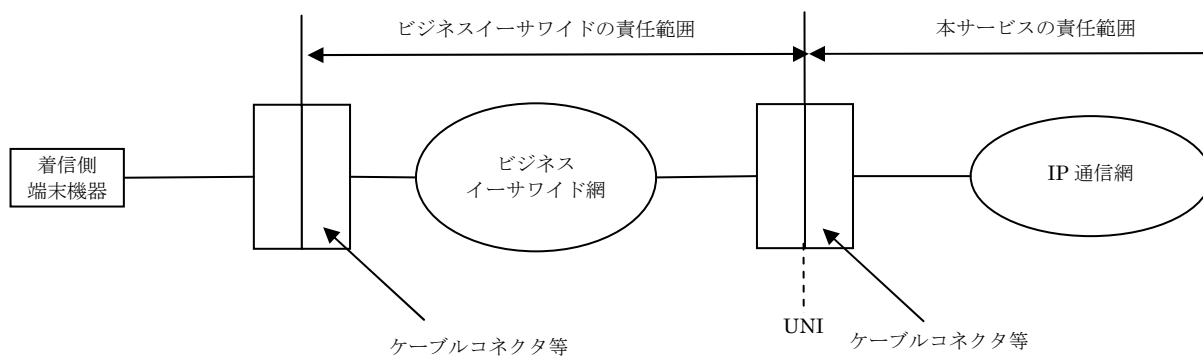 ビジネスイーサワイドの責任範囲
本サービスの責任範囲
着信側
端末機器
ビジネス
イーサワイド網
IP 通信網
UNI
ケーブルコネクタ等
ケーブルコネクタ等